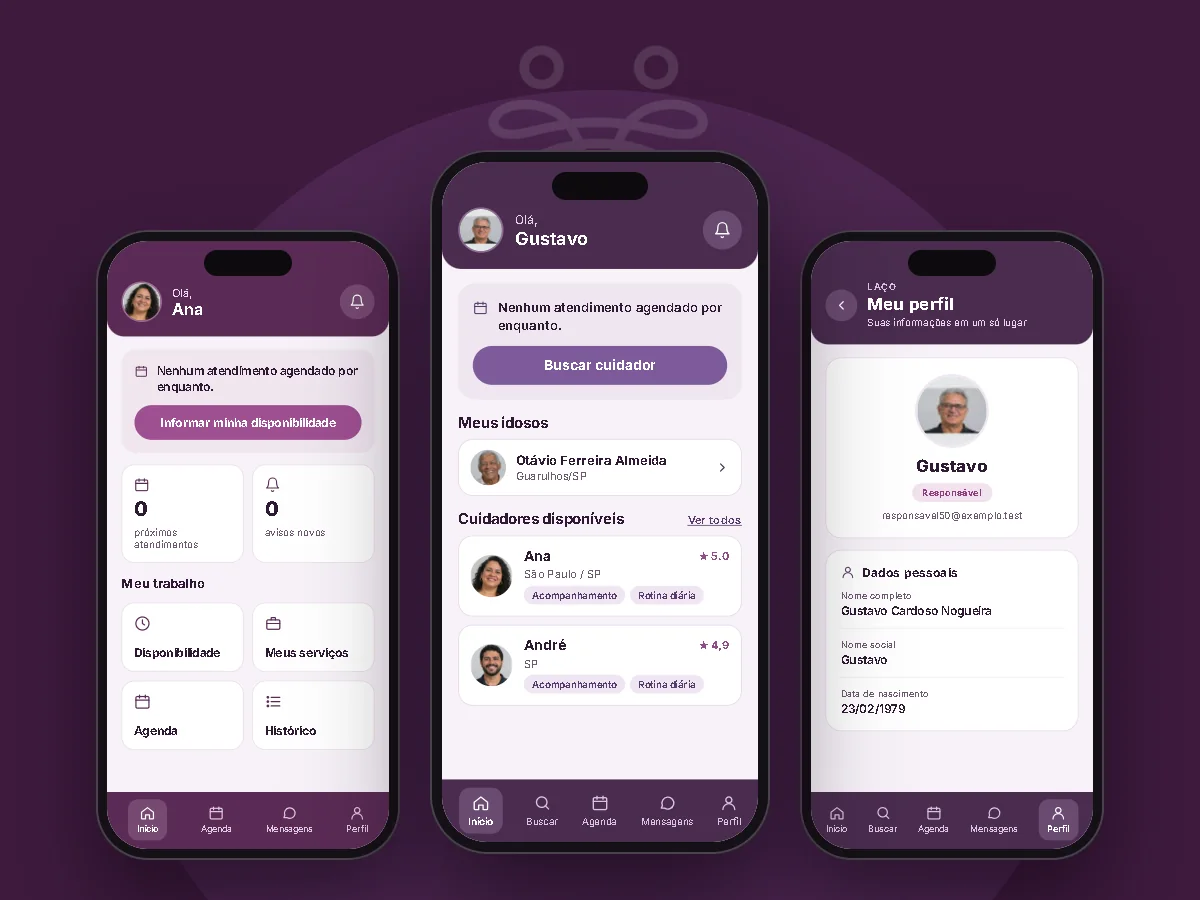 Olá,
Ana
Nenhum atendimento agendado por
enquanto.
Informar minha disponibilidade
0
próximos
atendimentos
0
avisos novos
Meu trabalho
Disponibilidade
Meus serviços
Agenda
Histórico
Início
Agenda
Mensagens
Perfil
Olá,
Gustavo
Nenhum atendimento agendado por
enquanto.
Buscar cuidador
Meus idosos
Otávio Ferreira Almeida
Guarulhos/SP
Cuidadores disponíveis
Ver todos
Ana
★ 5.0
São Paulo / SP
Acompanhamento
Rotina diária
André
★ 4,9
SP
Acompanhamento
Rotina diária
Início
Buscar
Agenda
Mensagens
Perfil
LAÇO
Meu perfil
Suas informações em um só lugar
Gustavo
Responsável
responsavel50@exemplo.test
Dados pessoais
Nome completo
Gustavo Cardoso Nogueira
Nome social
Gustavo
Data de nascimento
23/02/1979
Início
Buscar
Agenda
Mensagens
Perfil